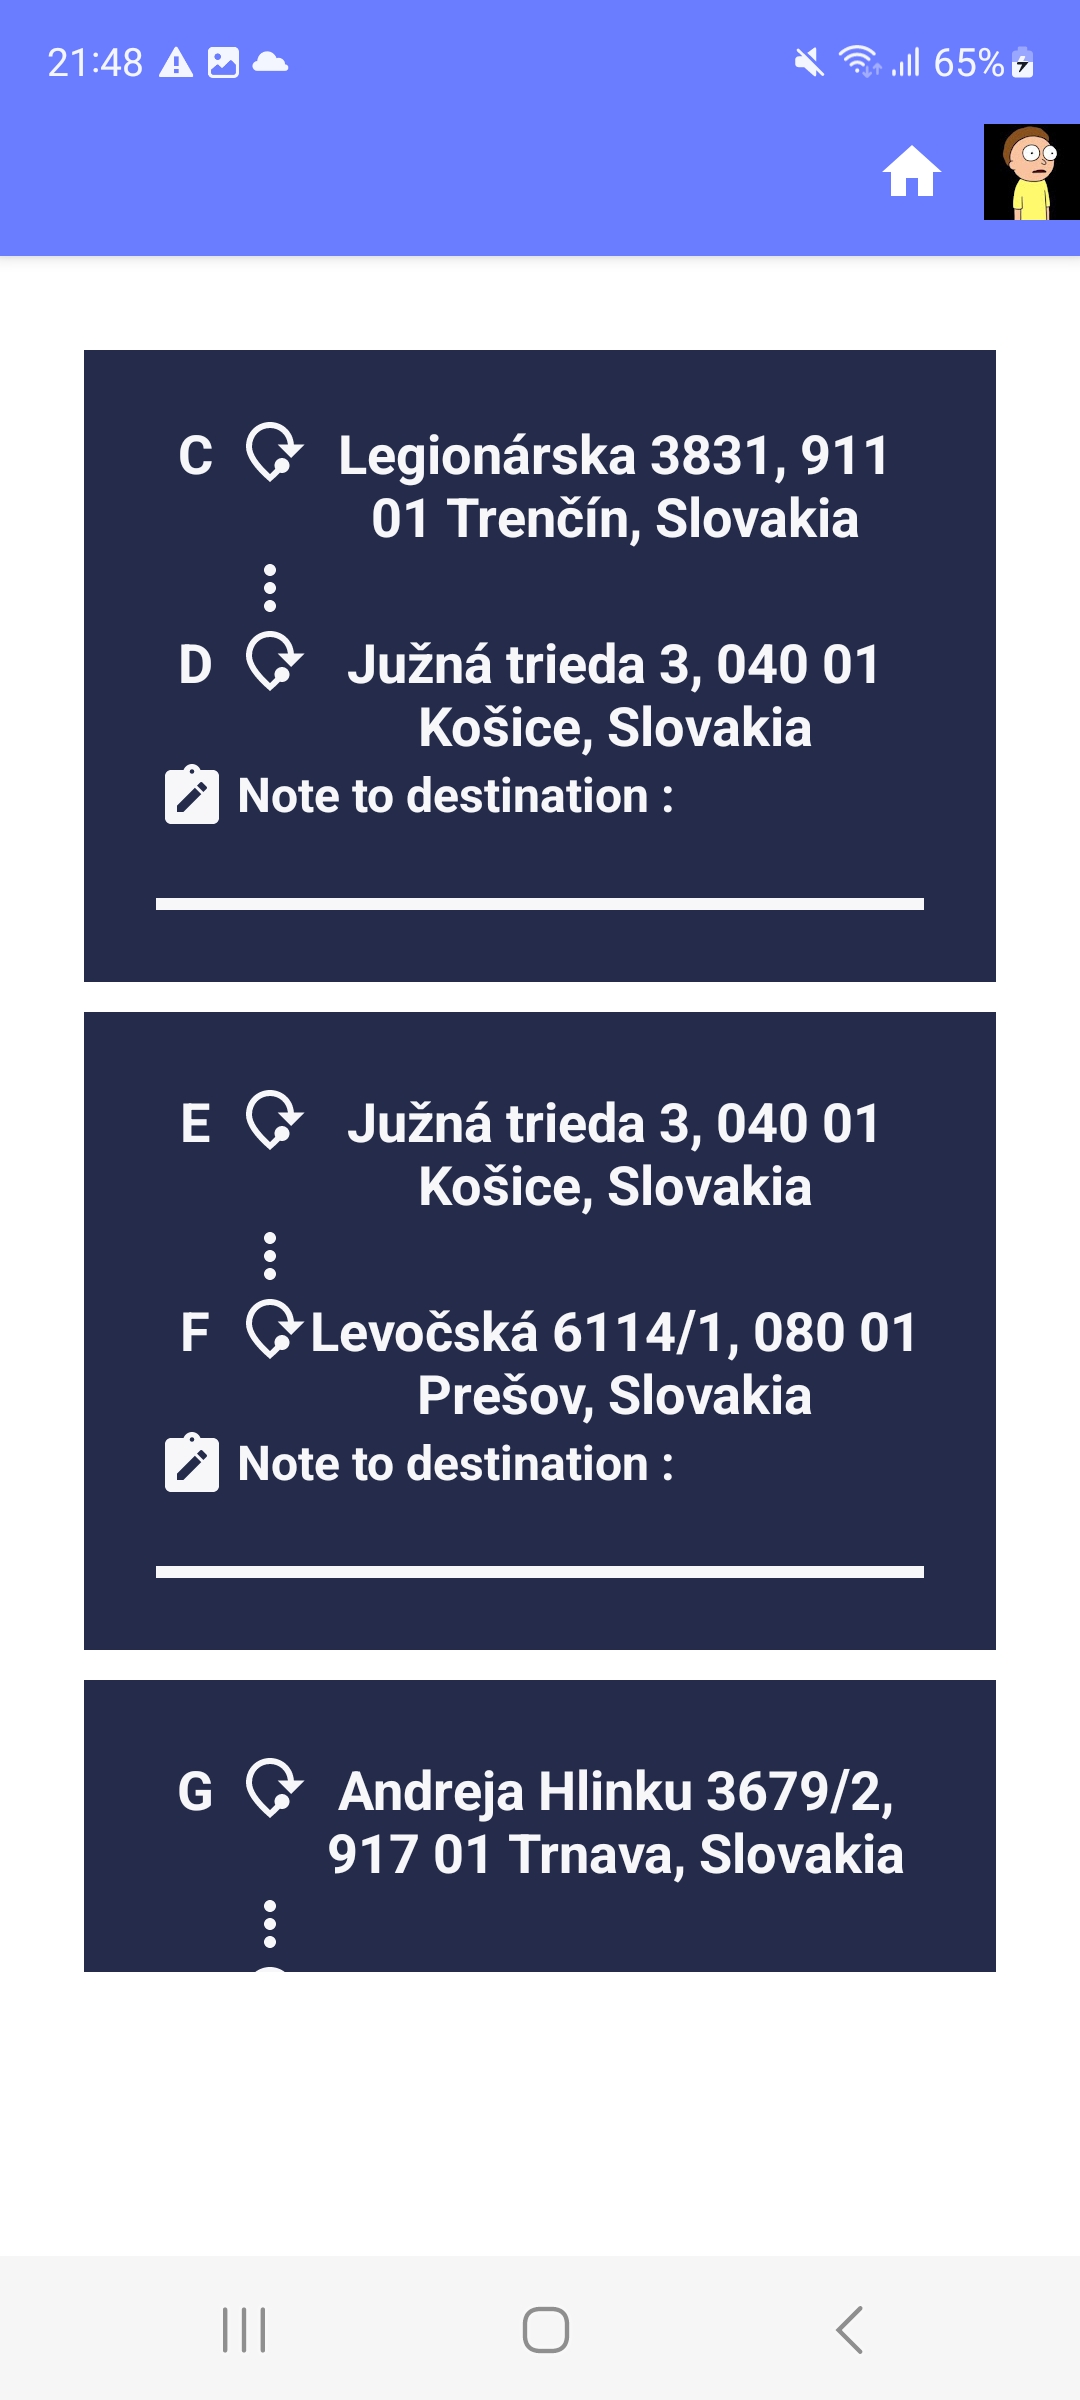 21:48
65%
C Legionárska 3831, 911
01 Trenčín, Slovakia
D Južná trieda 3, 040 01
Košice, Slovakia
Note to destination :
E Južná trieda 3, 040 01
Košice, Slovakia
F Levočská 6114/1, 080 01
Prešov, Slovakia
Note to destination :
G Andreja Hlinku 3679/2,
917 01 Trnava, Slovakia